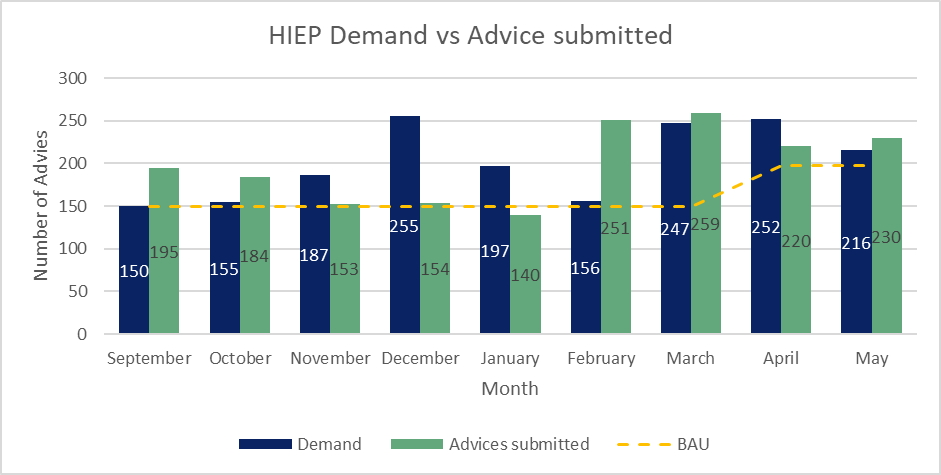 HIEP Demand vs Advice submitted
Number of Advies
300
250
200
150
100
50
0
150 195 155 184 187 153 255 154 197 140 156 251 247 259 252 220 216 230
September October November December January February March April May
Month
Demand Advices submitted BAU